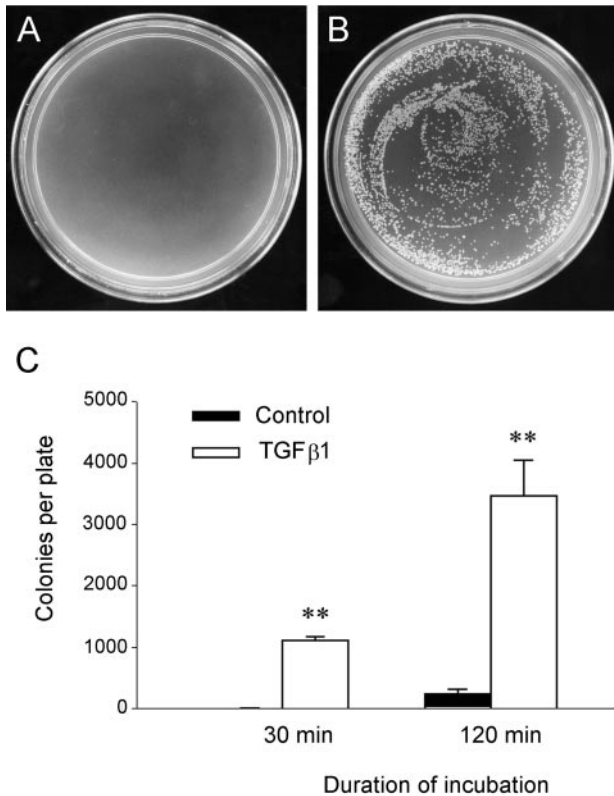 A
B
C
5000
4000
3000
2000
1000
0
Colonies per plate
Control
TGFβ1
**
**
30 min
120 min
Duration of incubation